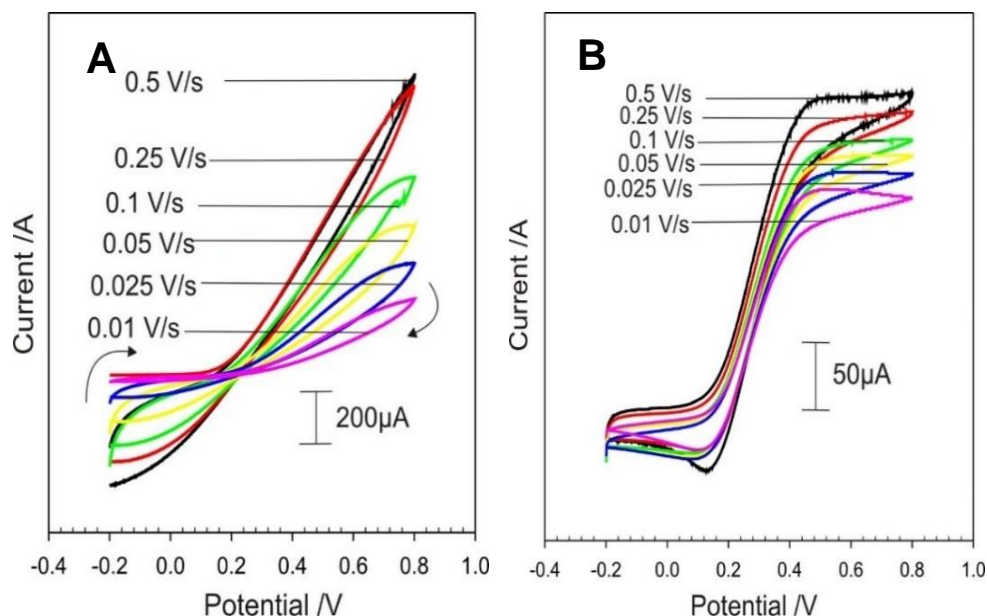 A
0.5 V/s
0.25 V/s
0.1 V/s
0.05 V/s
0.025 V/s
0.01 V/s
200µA
Current /A
-0.4 -0.2 0.0 0.2 0.4 0.6 0.8 1.0
Potential /V
B
0.5 V/s
0.25 V/s
0.1 V/s
0.05 V/s
0.025 V/s
0.01 V/s
50µA
Current /A
-0.4 -0.2 0.0 0.2 0.4 0.6 0.8 1.0
Potential /V